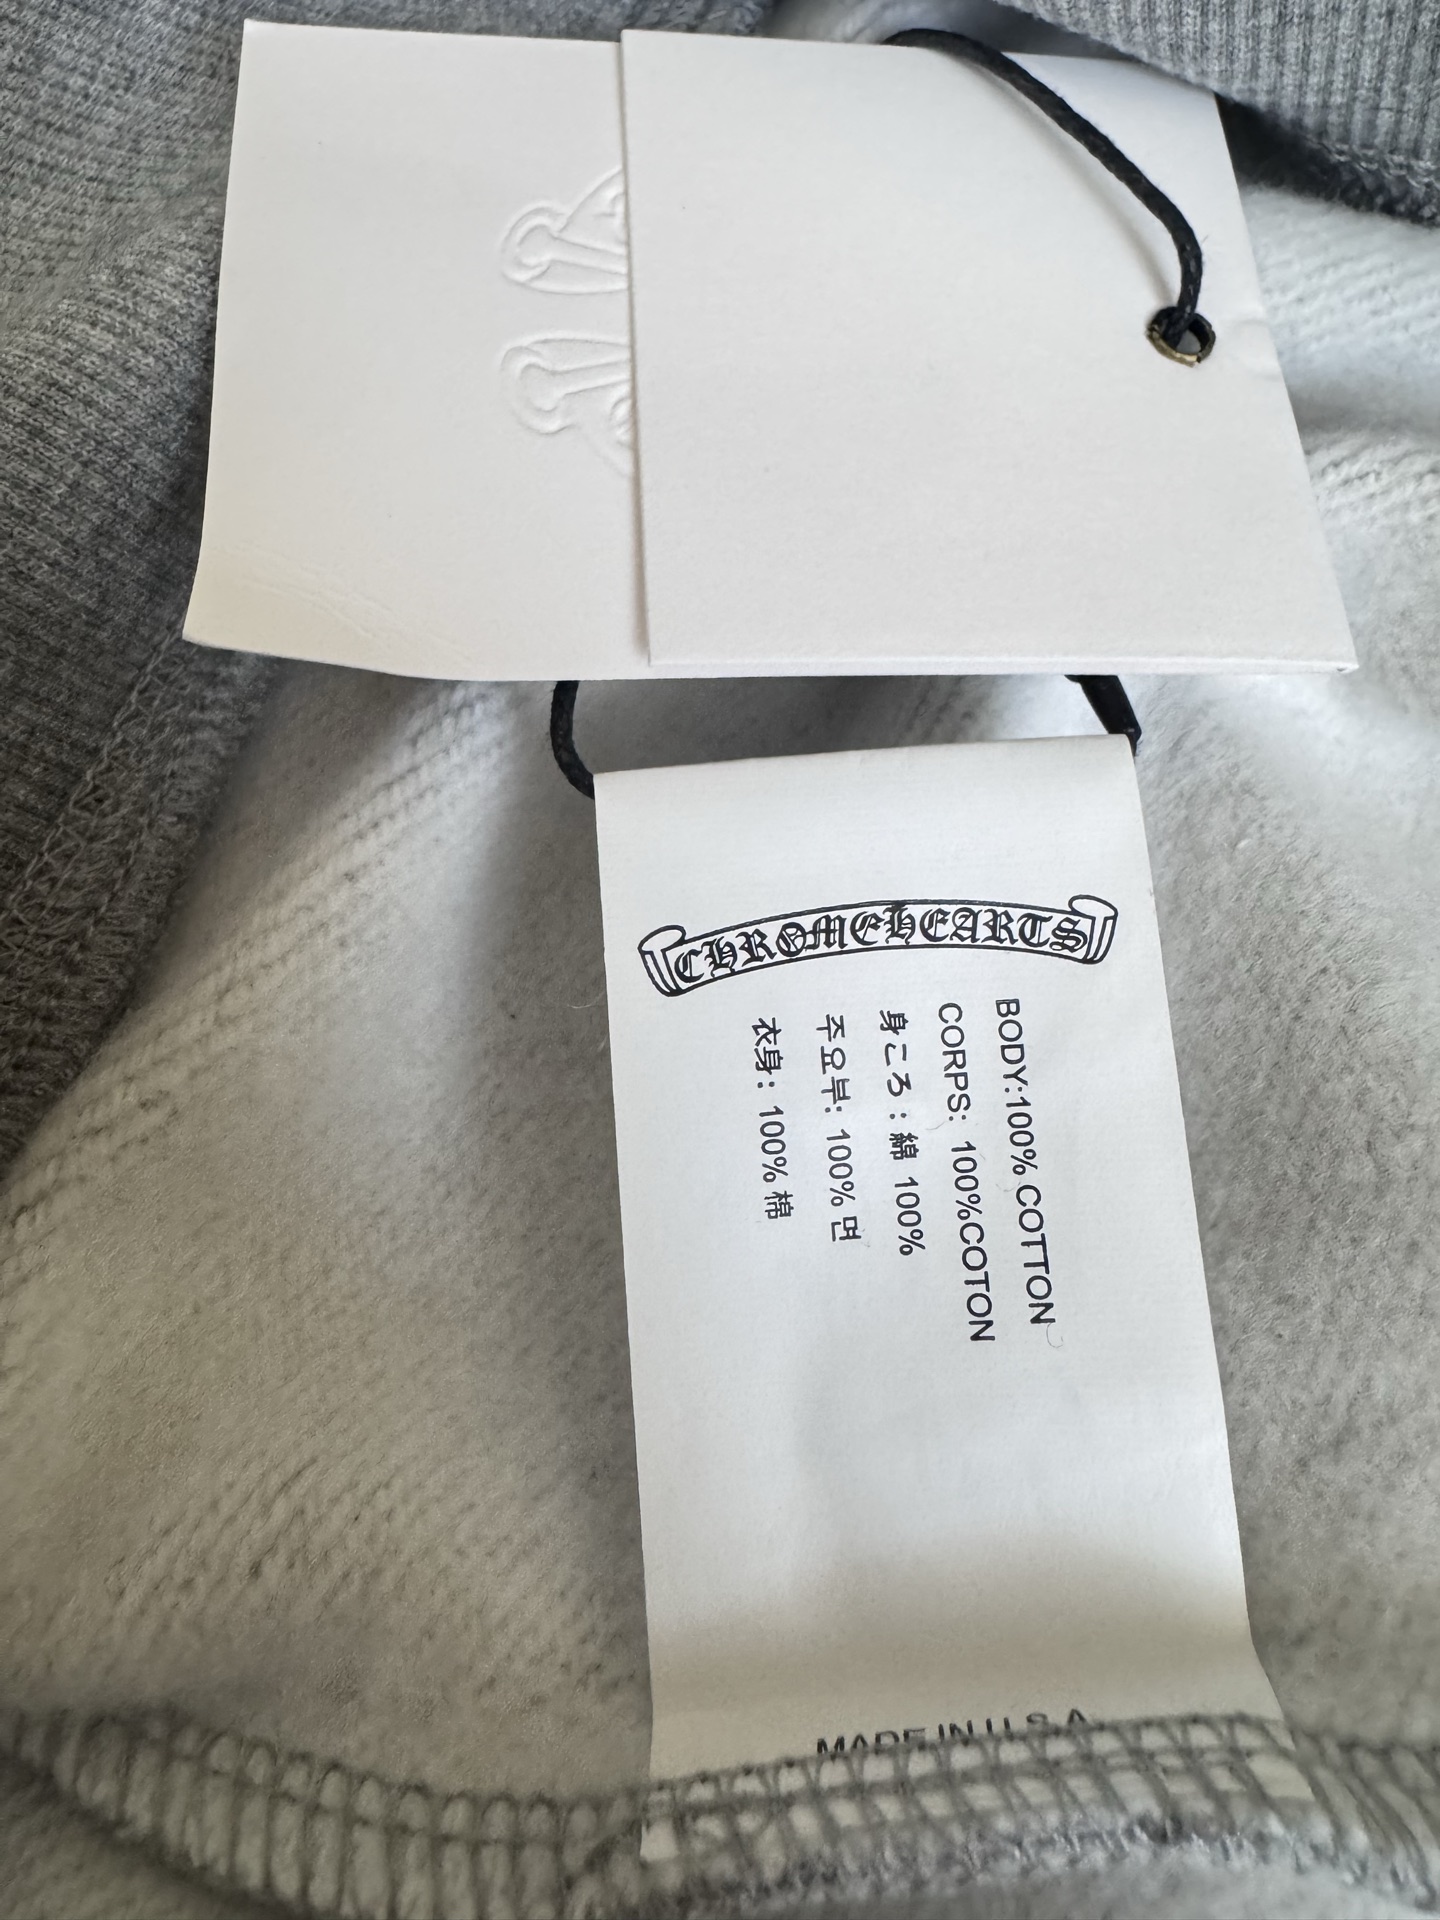 CHROMEHEARTS
BODY:100% COTTON
CORPS: 100%COTON
身ころ : 綿 100%
주요부: 100% 면
衣身: 100% 棉
MADE IN U.S.A.